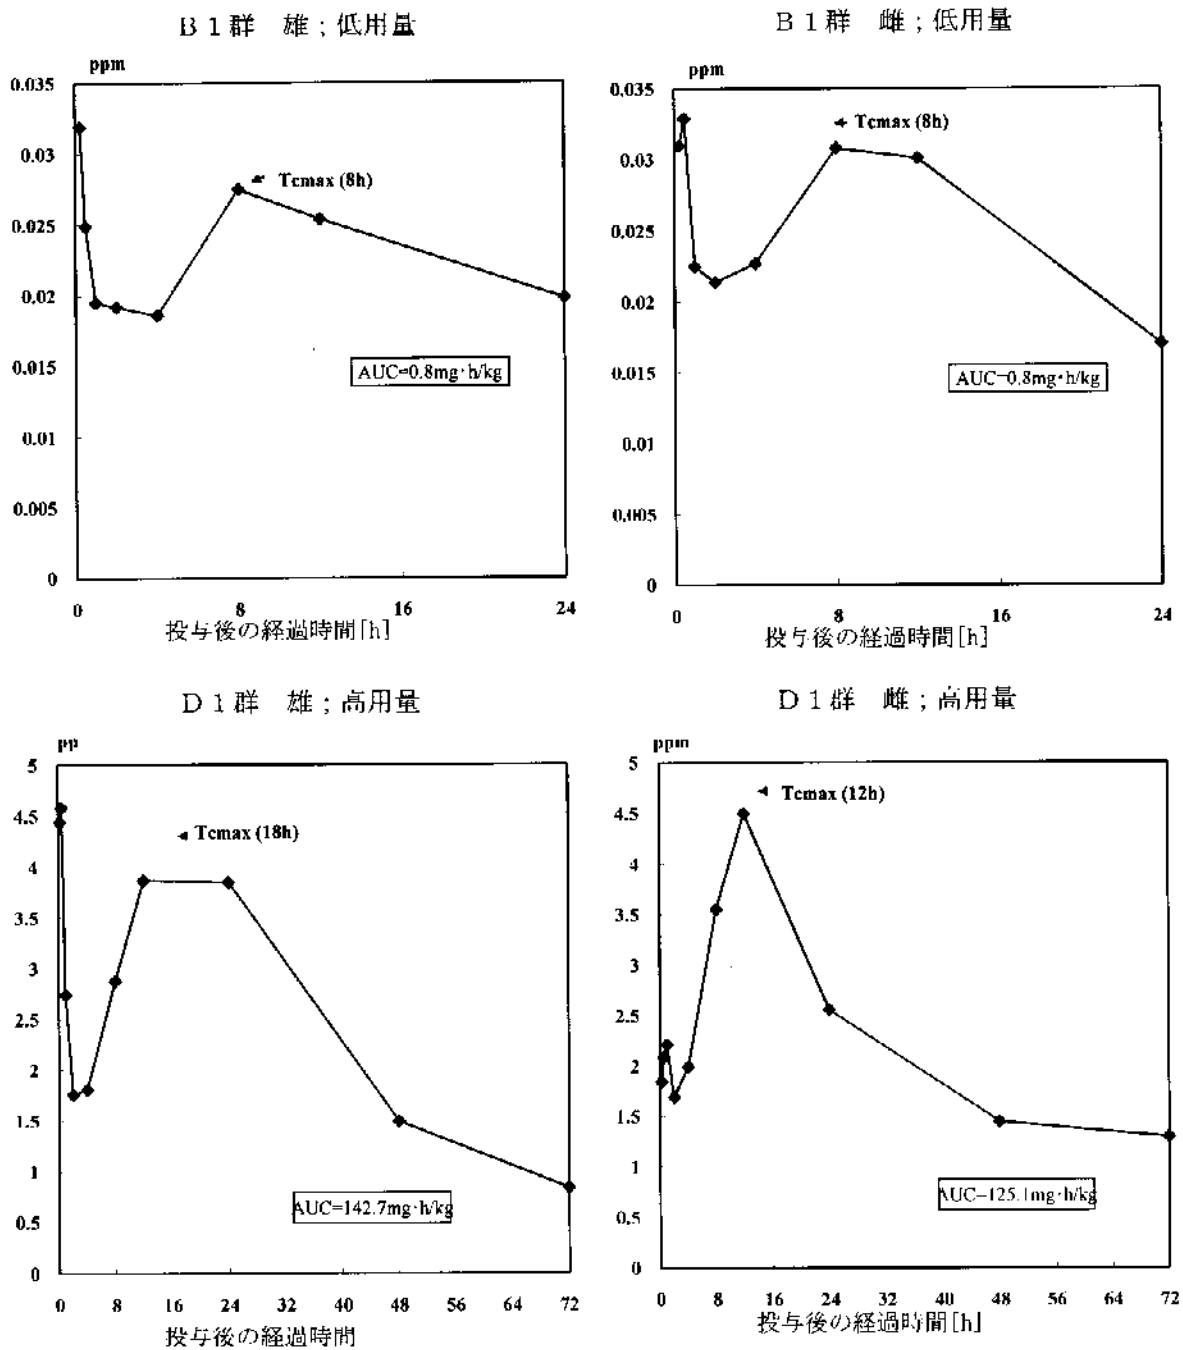 B 1 群　雄 ; 低用量
ppm
0.035
0.03
0.025
0.02
0.015
0.01
0.005
0
Tcmax (8h)
AUC=0.8mg·h/kg
0 8 16 24
投与後の経過時間[h]
B 1 群　雌 ; 低用量
ppm
0.035
0.03
0.025
0.02
0.015
0.01
0.005
0
Tcmax (8h)
AUC=0.8mg·h/kg
0 8 16 24
投与後の経過時間[h]
D 1 群　雄 ; 高用量
pp
5
4.5
4
3.5
3
2.5
2
1.5
1
0.5
0
Tcmax (18h)
AUC=142.7mg·h/kg
0 8 16 24 32 40 48 56 64 72
投与後の経過時間
D 1 群　雌 ; 高用量
ppm
5
4.5
4
3.5
3
2.5
2
1.5
1
0.5
0
Tcmax (12h)
AUC=125.1mg·h/kg
0 8 16 24 32 40 48 56 64 72
投与後の経過時間[h]